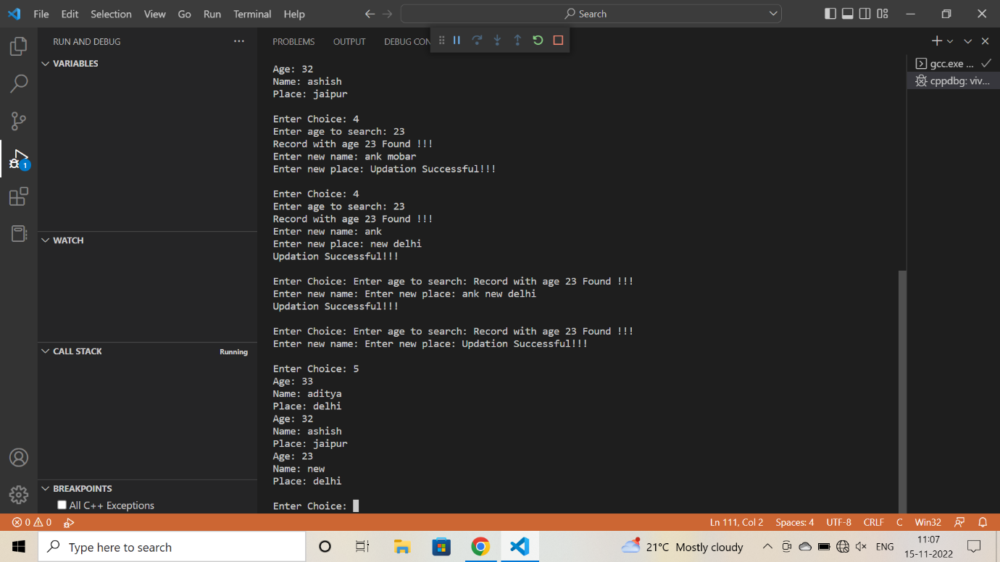 File Edit Selection View Go Run Terminal Help
Search
RUN AND DEBUG
PROBLEMS OUTPUT DEBUG CON
VARIABLES
WATCH
CALL STACK Running
BREAKPOINTS
All C++ Exceptions
1
Age: 32
Name: ashish
Place: jaipur
Enter Choice: 4
Enter age to search: 23
Record with age 23 Found !!!
Enter new name: ank mobar
Enter new place: Updation Successful!!!
Enter Choice: 4
Enter age to search: 23
Record with age 23 Found !!!
Enter new name: ank
Enter new place: new delhi
Updation Successful!!!
Enter Choice: Enter age to search: Record with age 23 Found !!!
Enter new name: Enter new place: ank new delhi
Updation Successful!!!
Enter Choice: Enter age to search: Record with age 23 Found !!!
Enter new name: Enter new place: Updation Successful!!!
Enter Choice: 5
Age: 33
Name: aditya
Place: delhi
Age: 32
Name: ashish
Place: jaipur
Age: 23
Name: new
Place: delhi
Enter Choice:
gcc.exe ...
cppdbg: viv...
0 0
Ln 111, Col 2 Spaces: 4 UTF-8 CRLF C Win32
Type here to search
21°C Mostly cloudy
ENG
11:07
15-11-2022